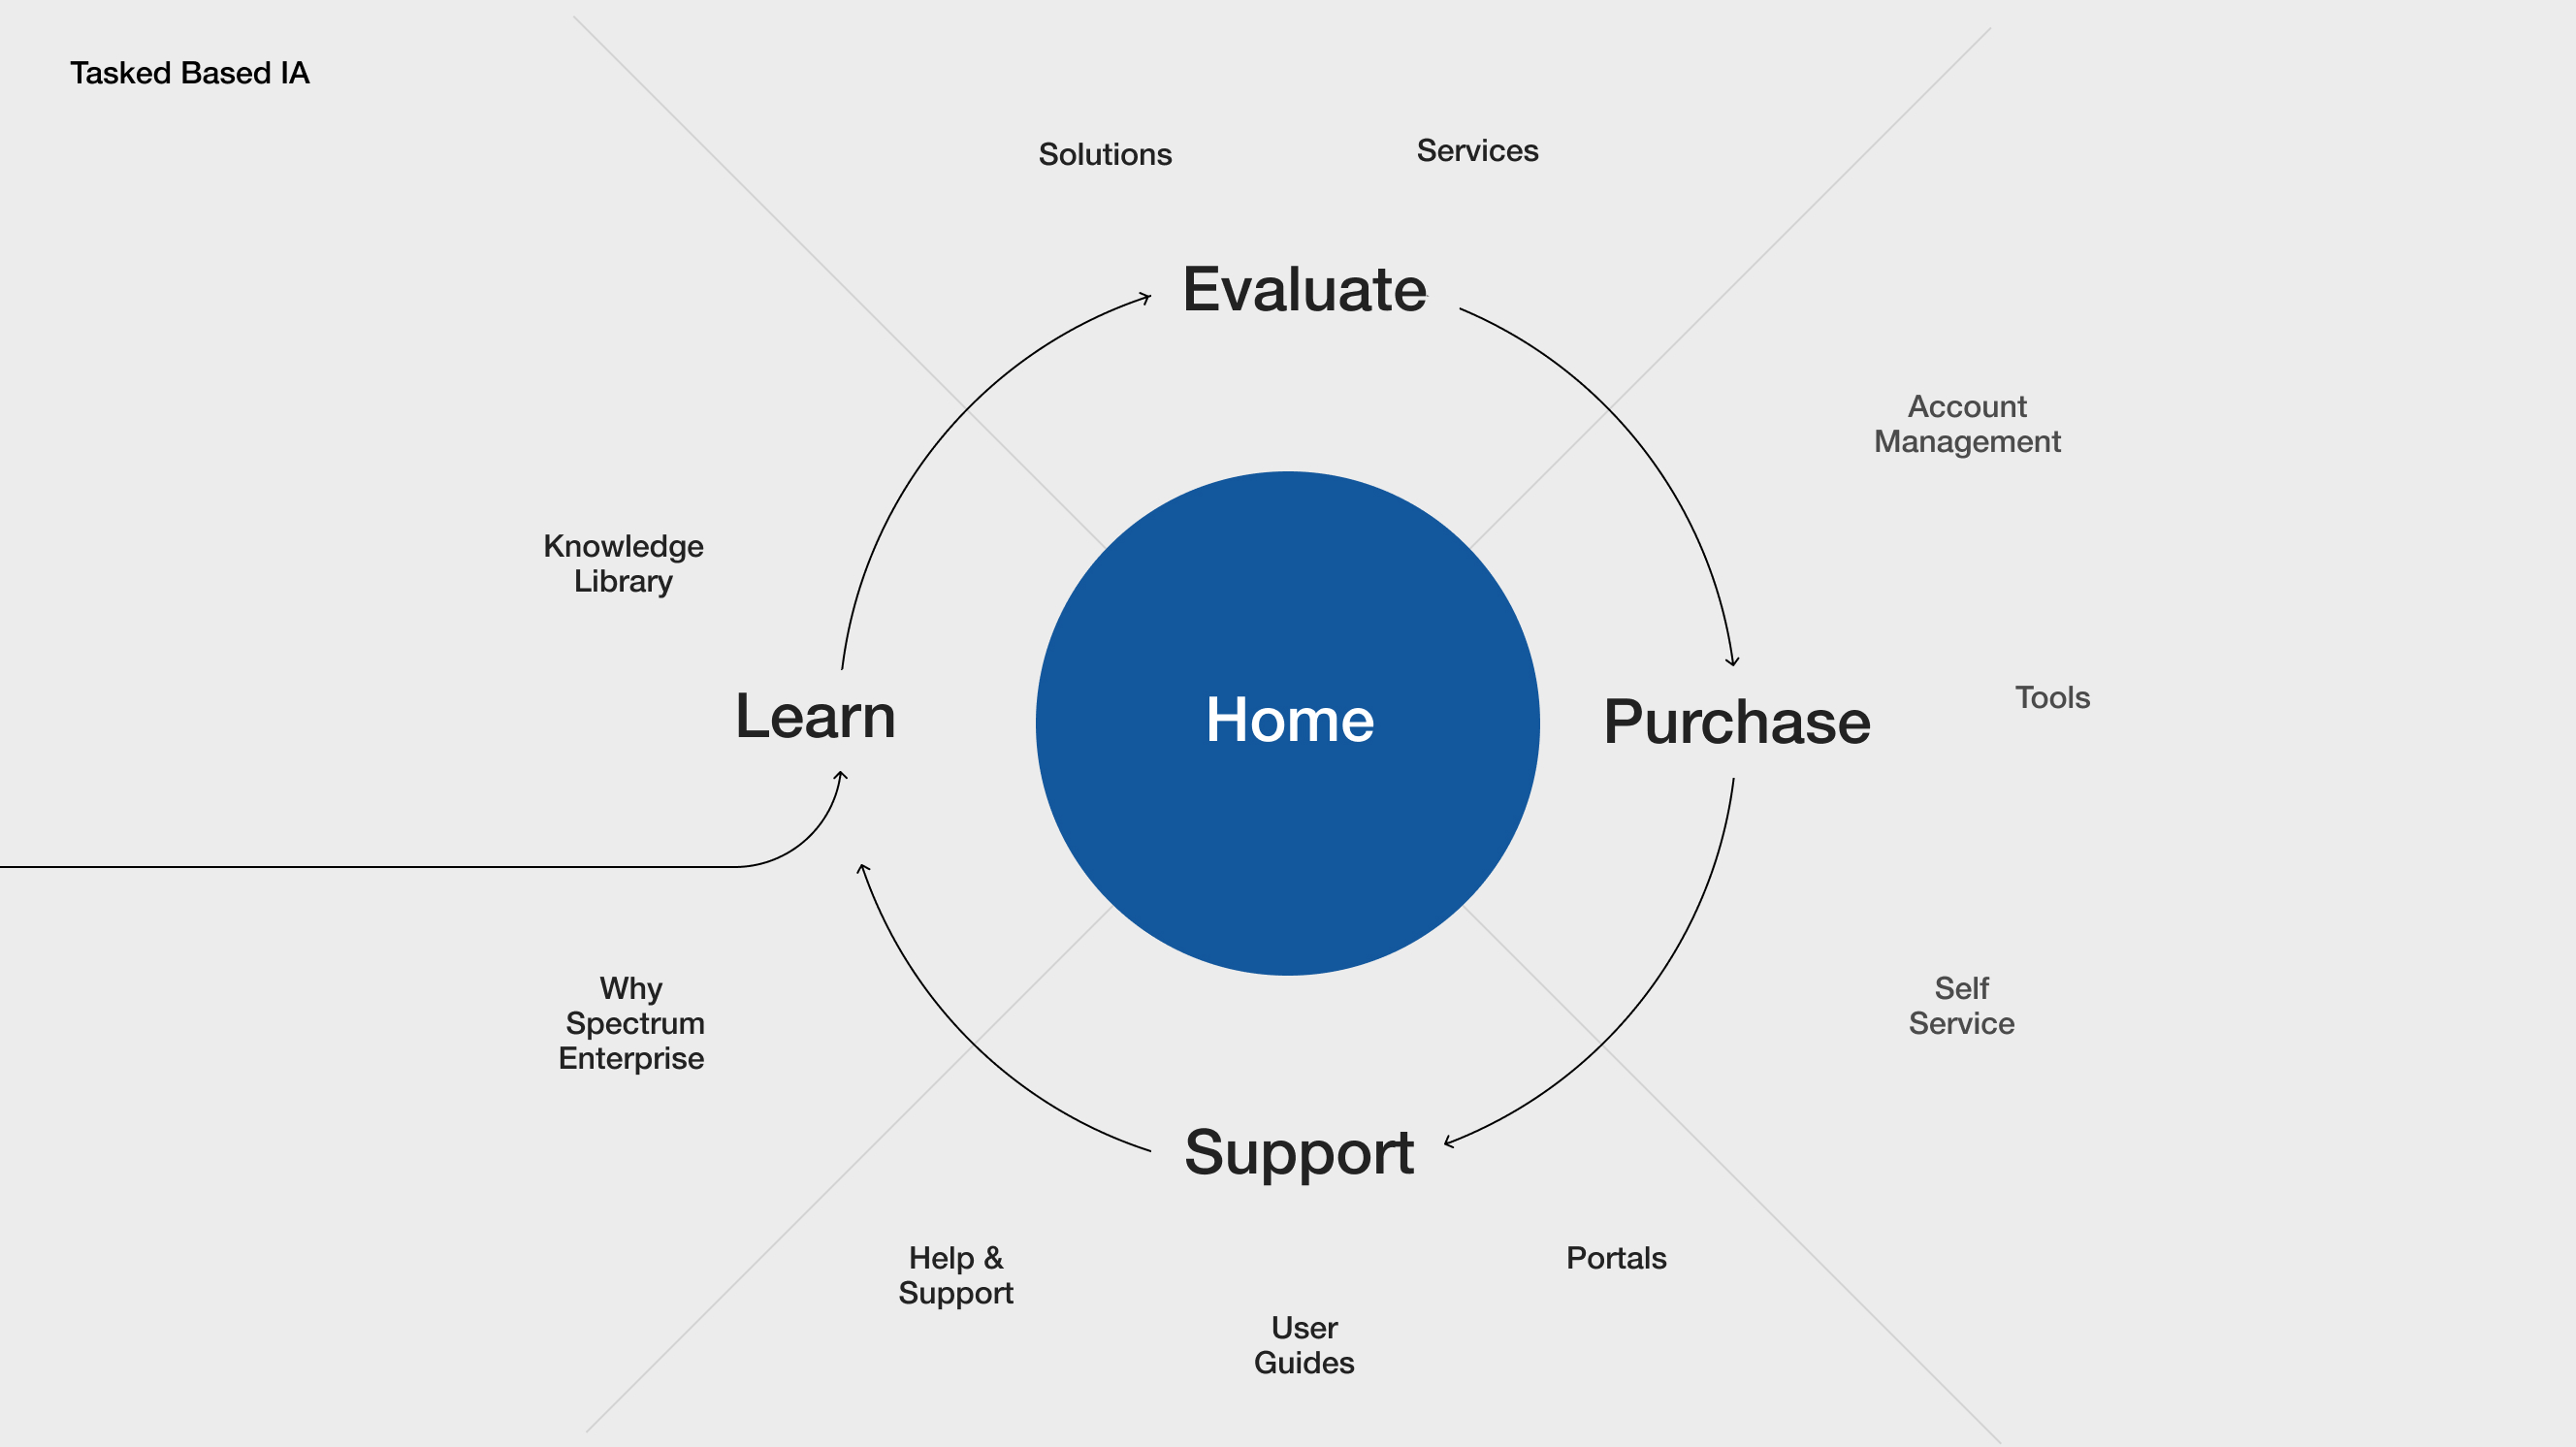 Tasked Based IA
Solutions
Services
Evaluate
Account
Management
Knowledge
Library
Learn
Home
Purchase
Tools
Why
Spectrum
Enterprise
Self
Service
Support
Help &
Support
Portals
User
Guides